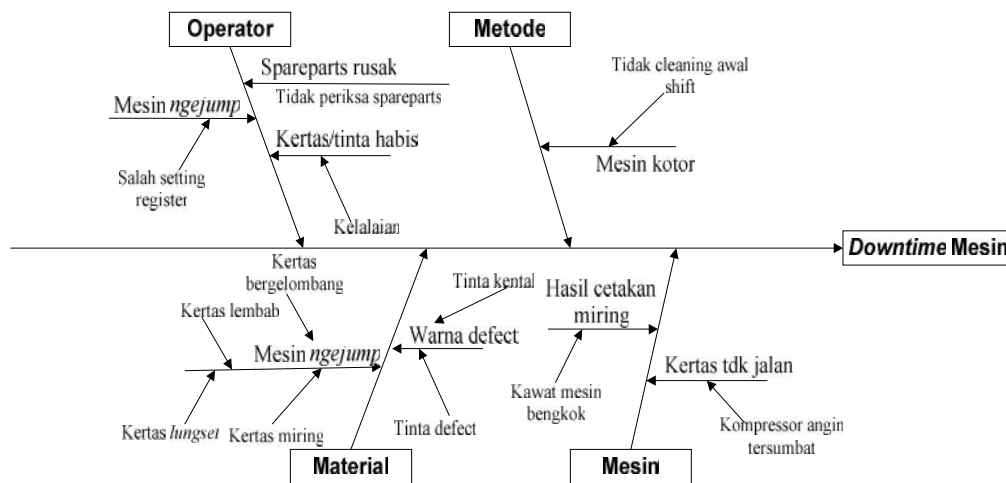 Operator
Metode
Spareparts rusak
Tidak periksa spareparts
Mesin ngejump
Kertas/tinta habis
Salah setting
register
Kelalaian
Tidak cleaning awal
shift
Mesin kotor
Downtime Mesin
Kertas
bergelombang
Kertas lembab
Mesin ngejump
Kertas lungset
Kertas miring
Tinta kental
Warna defect
Tinta defect
Hasil cetakan
miring
Kawat mesin
bengkok
Kertas tdk jalan
Kompressor angin
tersumbat
Material
Mesin